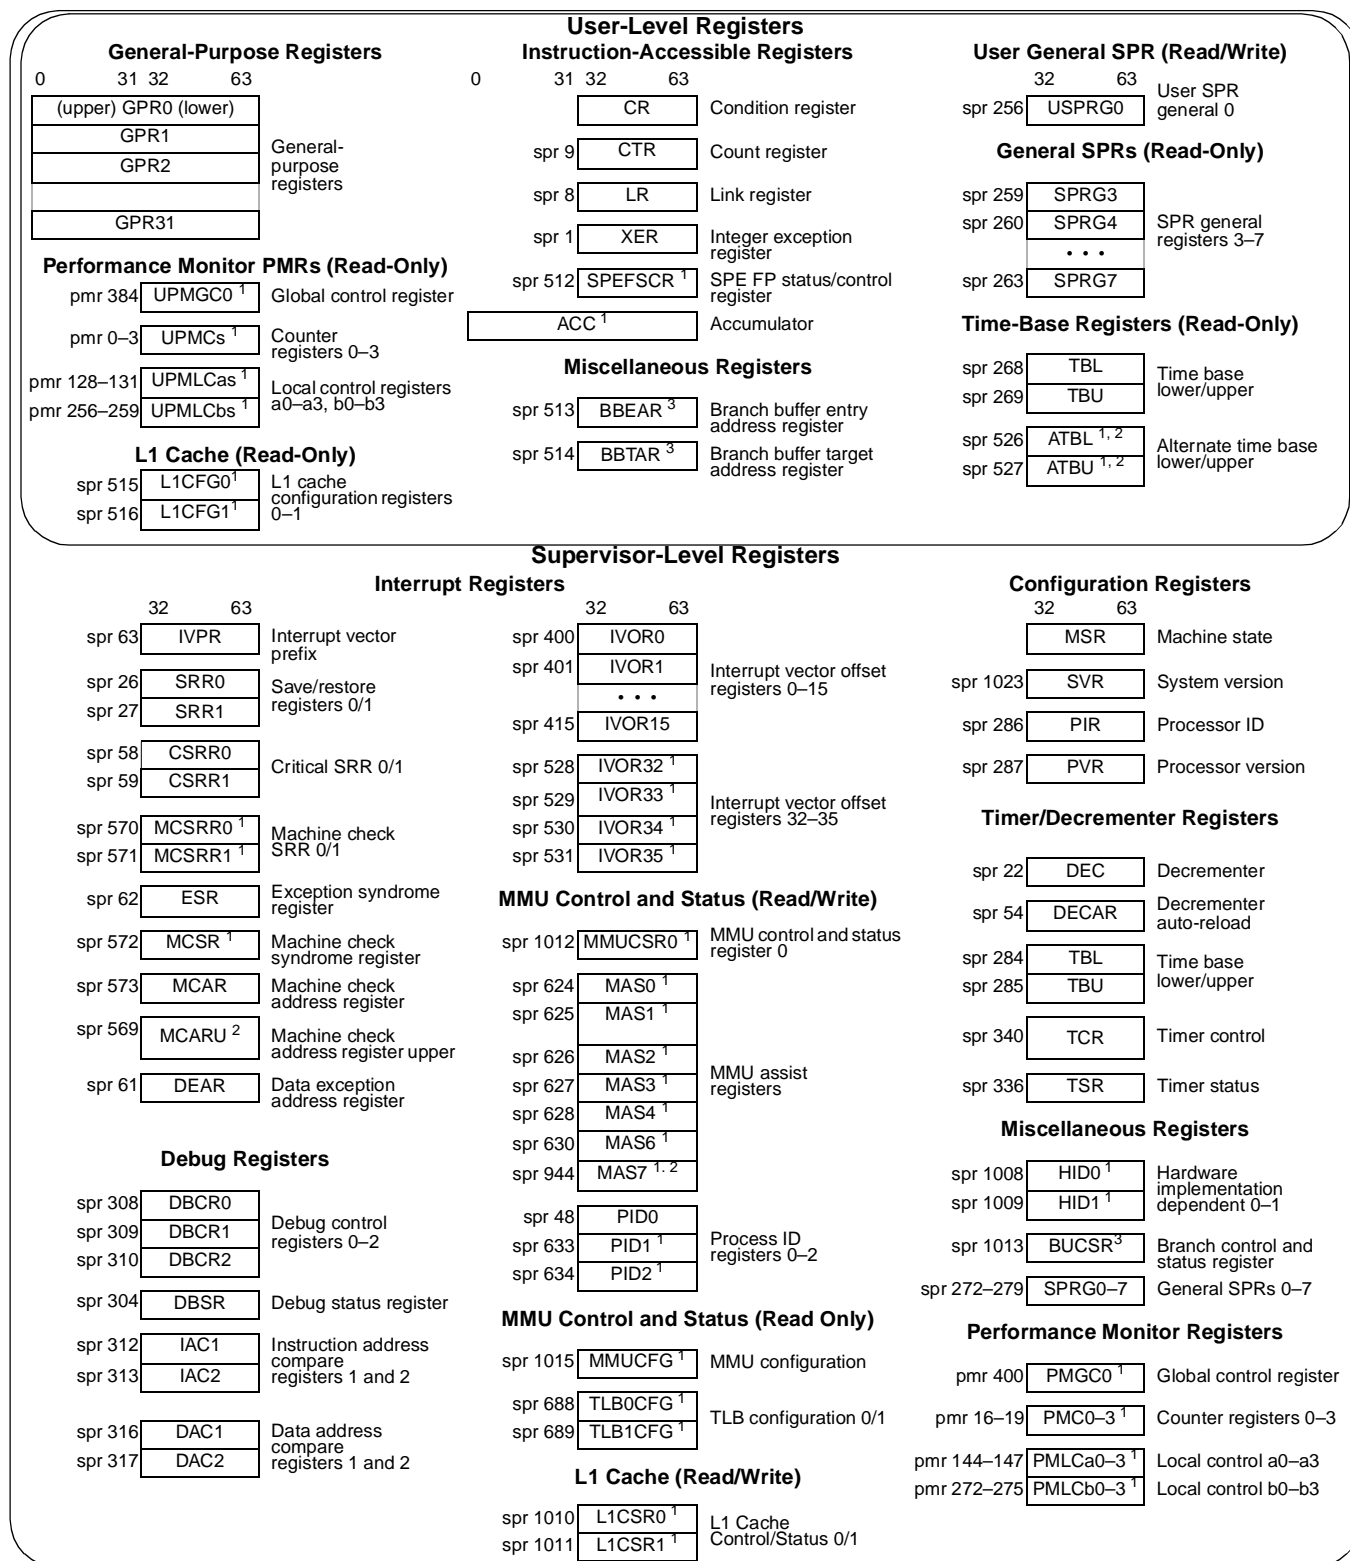 User-Level Registers
General-Purpose Registers
0 31 32 63
(upper) GPR0 (lower)
GPR1
GPR2
GPR31
General-
purpose
registers
Performance Monitor PMRs (Read-Only)
pmr 384 UPMGC0 1 Global control register
pmr 0–3 UPMCs 1 Counter
registers 0–3
pmr 128–131 UPMLCas 1 Local control registers
pmr 256–259 UPMLCbs 1 a0–a3, b0–b3
L1 Cache (Read-Only)
spr 515 L1CFG0 1 L1 cache
configuration registers
spr 516 L1CFG1 1 0–1
Instruction-Accessible Registers
0 31 32 63
CR Condition register
spr 9 CTR Count register
spr 8 LR Link register
spr 1 XER Integer exception
register
spr 512 SPEFSCR 1 SPE FP status/control
register
ACC 1 Accumulator
Miscellaneous Registers
spr 513 BBEAR 3 Branch buffer entry
address register
spr 514 BBTAR 3 Branch buffer target
address register
User General SPR (Read/Write)
32 63
spr 256 USPRG0 User SPR
general 0
General SPRs (Read-Only)
spr 259 SPRG3
spr 260 SPRG4 SPR general
registers 3–7
• • •
spr 263 SPRG7
Time-Base Registers (Read-Only)
spr 268 TBL Time base
spr 269 TBU lower/upper
spr 526 ATBL 1, 2 Alternate time base
spr 527 ATBU 1, 2 lower/upper
Supervisor-Level Registers
Interrupt Registers
32 63
spr 63 IVPR Interrupt vector
prefix
spr 26 SRR0 Save/restore
spr 27 SRR1 registers 0/1
spr 58 CSRR0 Critical SRR 0/1
spr 59 CSRR1
spr 570 MCSRR0 1 Machine check
spr 571 MCSRR1 1 SRR 0/1
spr 62 ESR Exception syndrome
register
spr 572 MCSR 1 Machine check
syndrome register
spr 573 MCAR Machine check
address register
spr 569 MCARU 2 Machine check
address register upper
spr 61 DEAR Data exception
address register
Debug Registers
spr 308 DBCR0
spr 309 DBCR1 Debug control
registers 0–2
spr 310 DBCR2
spr 304 DBSR Debug status register
spr 312 IAC1 Instruction address
compare
spr 313 IAC2 registers 1 and 2
spr 316 DAC1 Data address
compare
spr 317 DAC2 registers 1 and 2
32 63
spr 400 IVOR0
spr 401 IVOR1 Interrupt vector offset
registers 0–15
• • •
spr 415 IVOR15
spr 528 IVOR32 1
spr 529 IVOR33 1 Interrupt vector offset
registers 32–35
spr 530 IVOR34 1
spr 531 IVOR35 1
MMU Control and Status (Read/Write)
spr 1012 MMUCSR0 1 MMU control and status
register 0
spr 624 MAS0 1
spr 625 MAS1 1
spr 626 MAS2 1 MMU assist
spr 627 MAS3 1 registers
spr 628 MAS4 1
spr 630 MAS6 1
spr 944 MAS7 1. 2
spr 48 PID0
spr 633 PID1 1 Process ID
registers 0–2
spr 634 PID2 1
MMU Control and Status (Read Only)
spr 1015 MMUCFG 1 MMU configuration
spr 688 TLB0CFG 1 TLB configuration 0/1
spr 689 TLB1CFG 1
L1 Cache (Read/Write)
spr 1010 L1CSR0 1 L1 Cache
spr 1011 L1CSR1 1 Control/Status 0/1
Configuration Registers
32 63
MSR Machine state
spr 1023 SVR System version
spr 286 PIR Processor ID
spr 287 PVR Processor version
Timer/Decrementer Registers
spr 22 DEC Decrementer
spr 54 DECAR Decrementer
auto-reload
spr 284 TBL Time base
spr 285 TBU lower/upper
spr 340 TCR Timer control
spr 336 TSR Timer status
Miscellaneous Registers
spr 1008 HID0 1 Hardware
implementation
spr 1009 HID1 1 dependent 0–1
spr 1013 BUCSR 3 Branch control and
status register
spr 272–279 SPRG0–7 General SPRs 0–7
Performance Monitor Registers
pmr 400 PMGC0 1 Global control register
pmr 16–19 PMC0–3 1 Counter registers 0–3
pmr 144–147 PMLCa0–3 1 Local control a0–a3
pmr 272–275 PMLCb0–3 1 Local control b0–b3